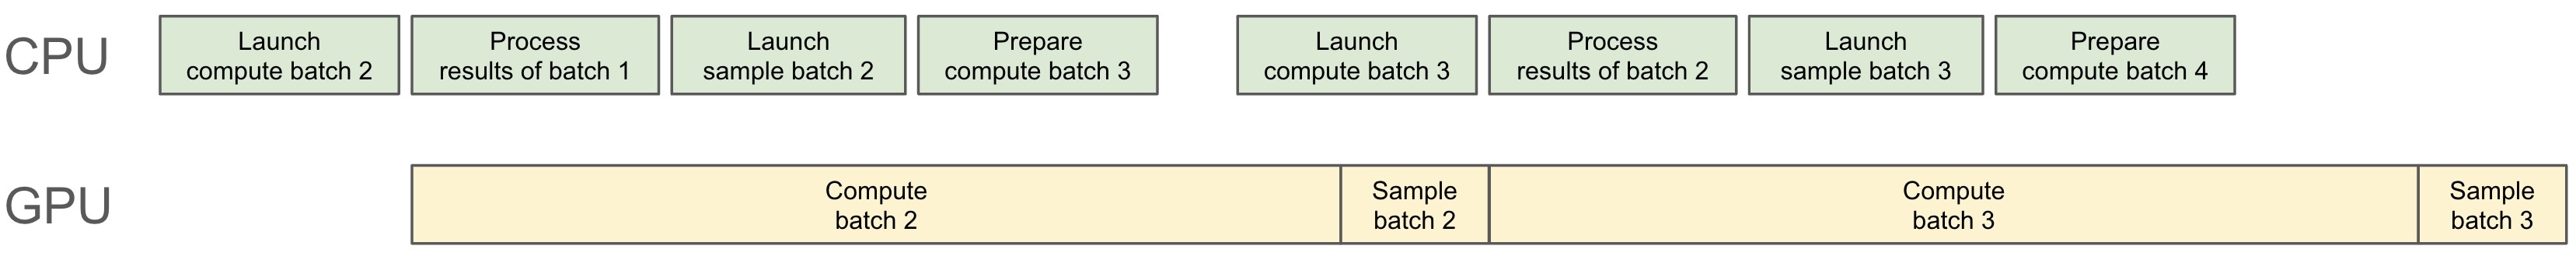 CPU
Launch
compute batch 2
Process
results of batch 1
Launch
sample batch 2
Prepare
compute batch 3
Launch
compute batch 3
Process
results of batch 2
Launch
sample batch 3
Prepare
compute batch 4
GPU
Compute
batch 2
Sample
batch 2
Compute
batch 3
Sample
batch 3